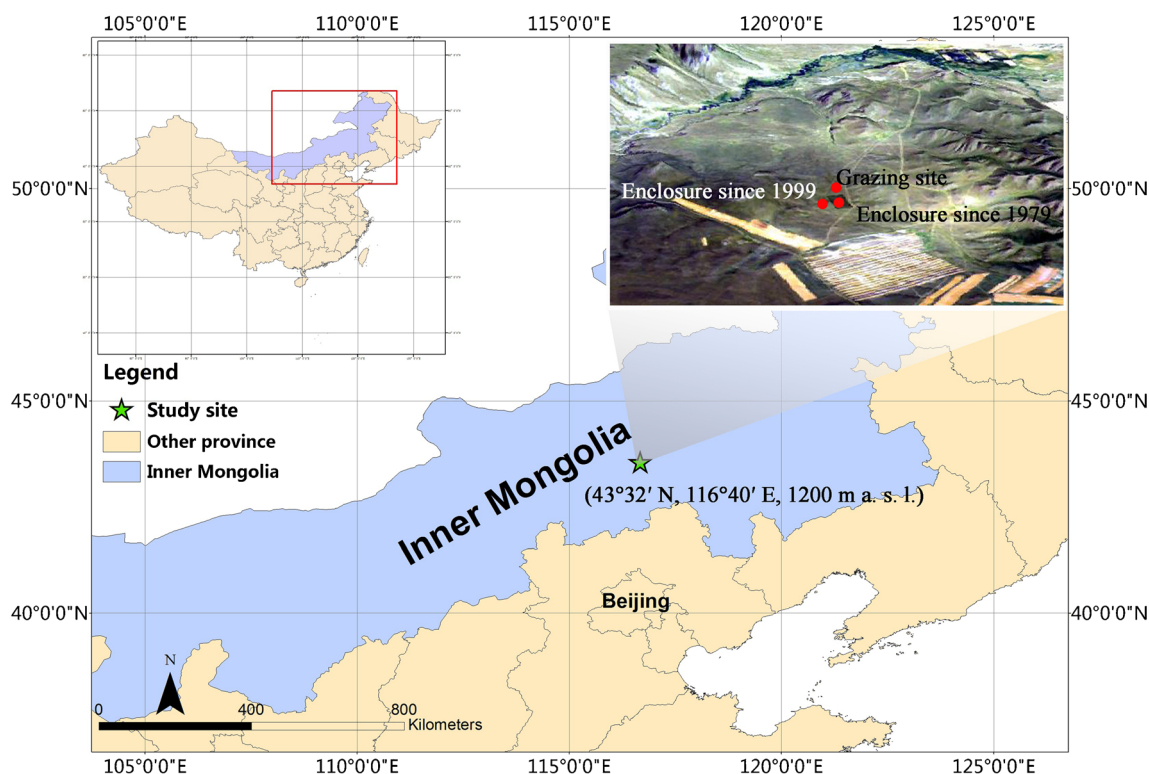 105°0'0"E 110°0'0"E 115°0'0"E 120°0'0"E 125°0'0"E
50°0'0"N
50°0'0"N
Grazing site
Enclosure since 1999
Enclosure since 1979
Legend
Study site
Other province
Inner Mongolia
45°0'0"N
45°0'0"N
Inner Mongolia
(43°32′ N, 116°40′ E, 1200 m a. s. l.)
Beijing
40°0'0"N
40°0'0"N
N
0 400 800
Kilometers
105°0'0"E 110°0'0"E 115°0'0"E 120°0'0"E 125°0'0"E